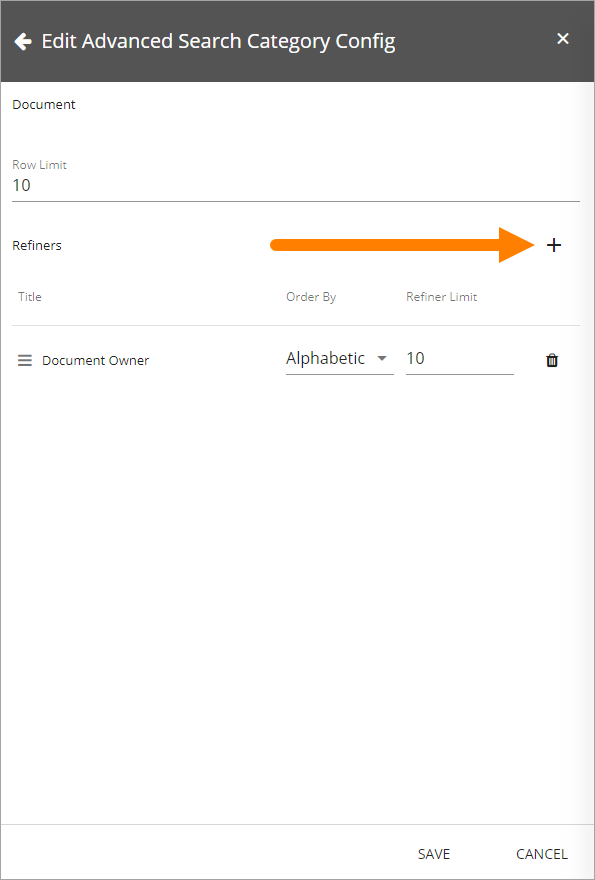 Edit Advanced Search Category Config
Document
Row Limit
10
Refiners
Title Order By Refiner Limit
Document Owner Alphabetic 10
SAVE CANCEL